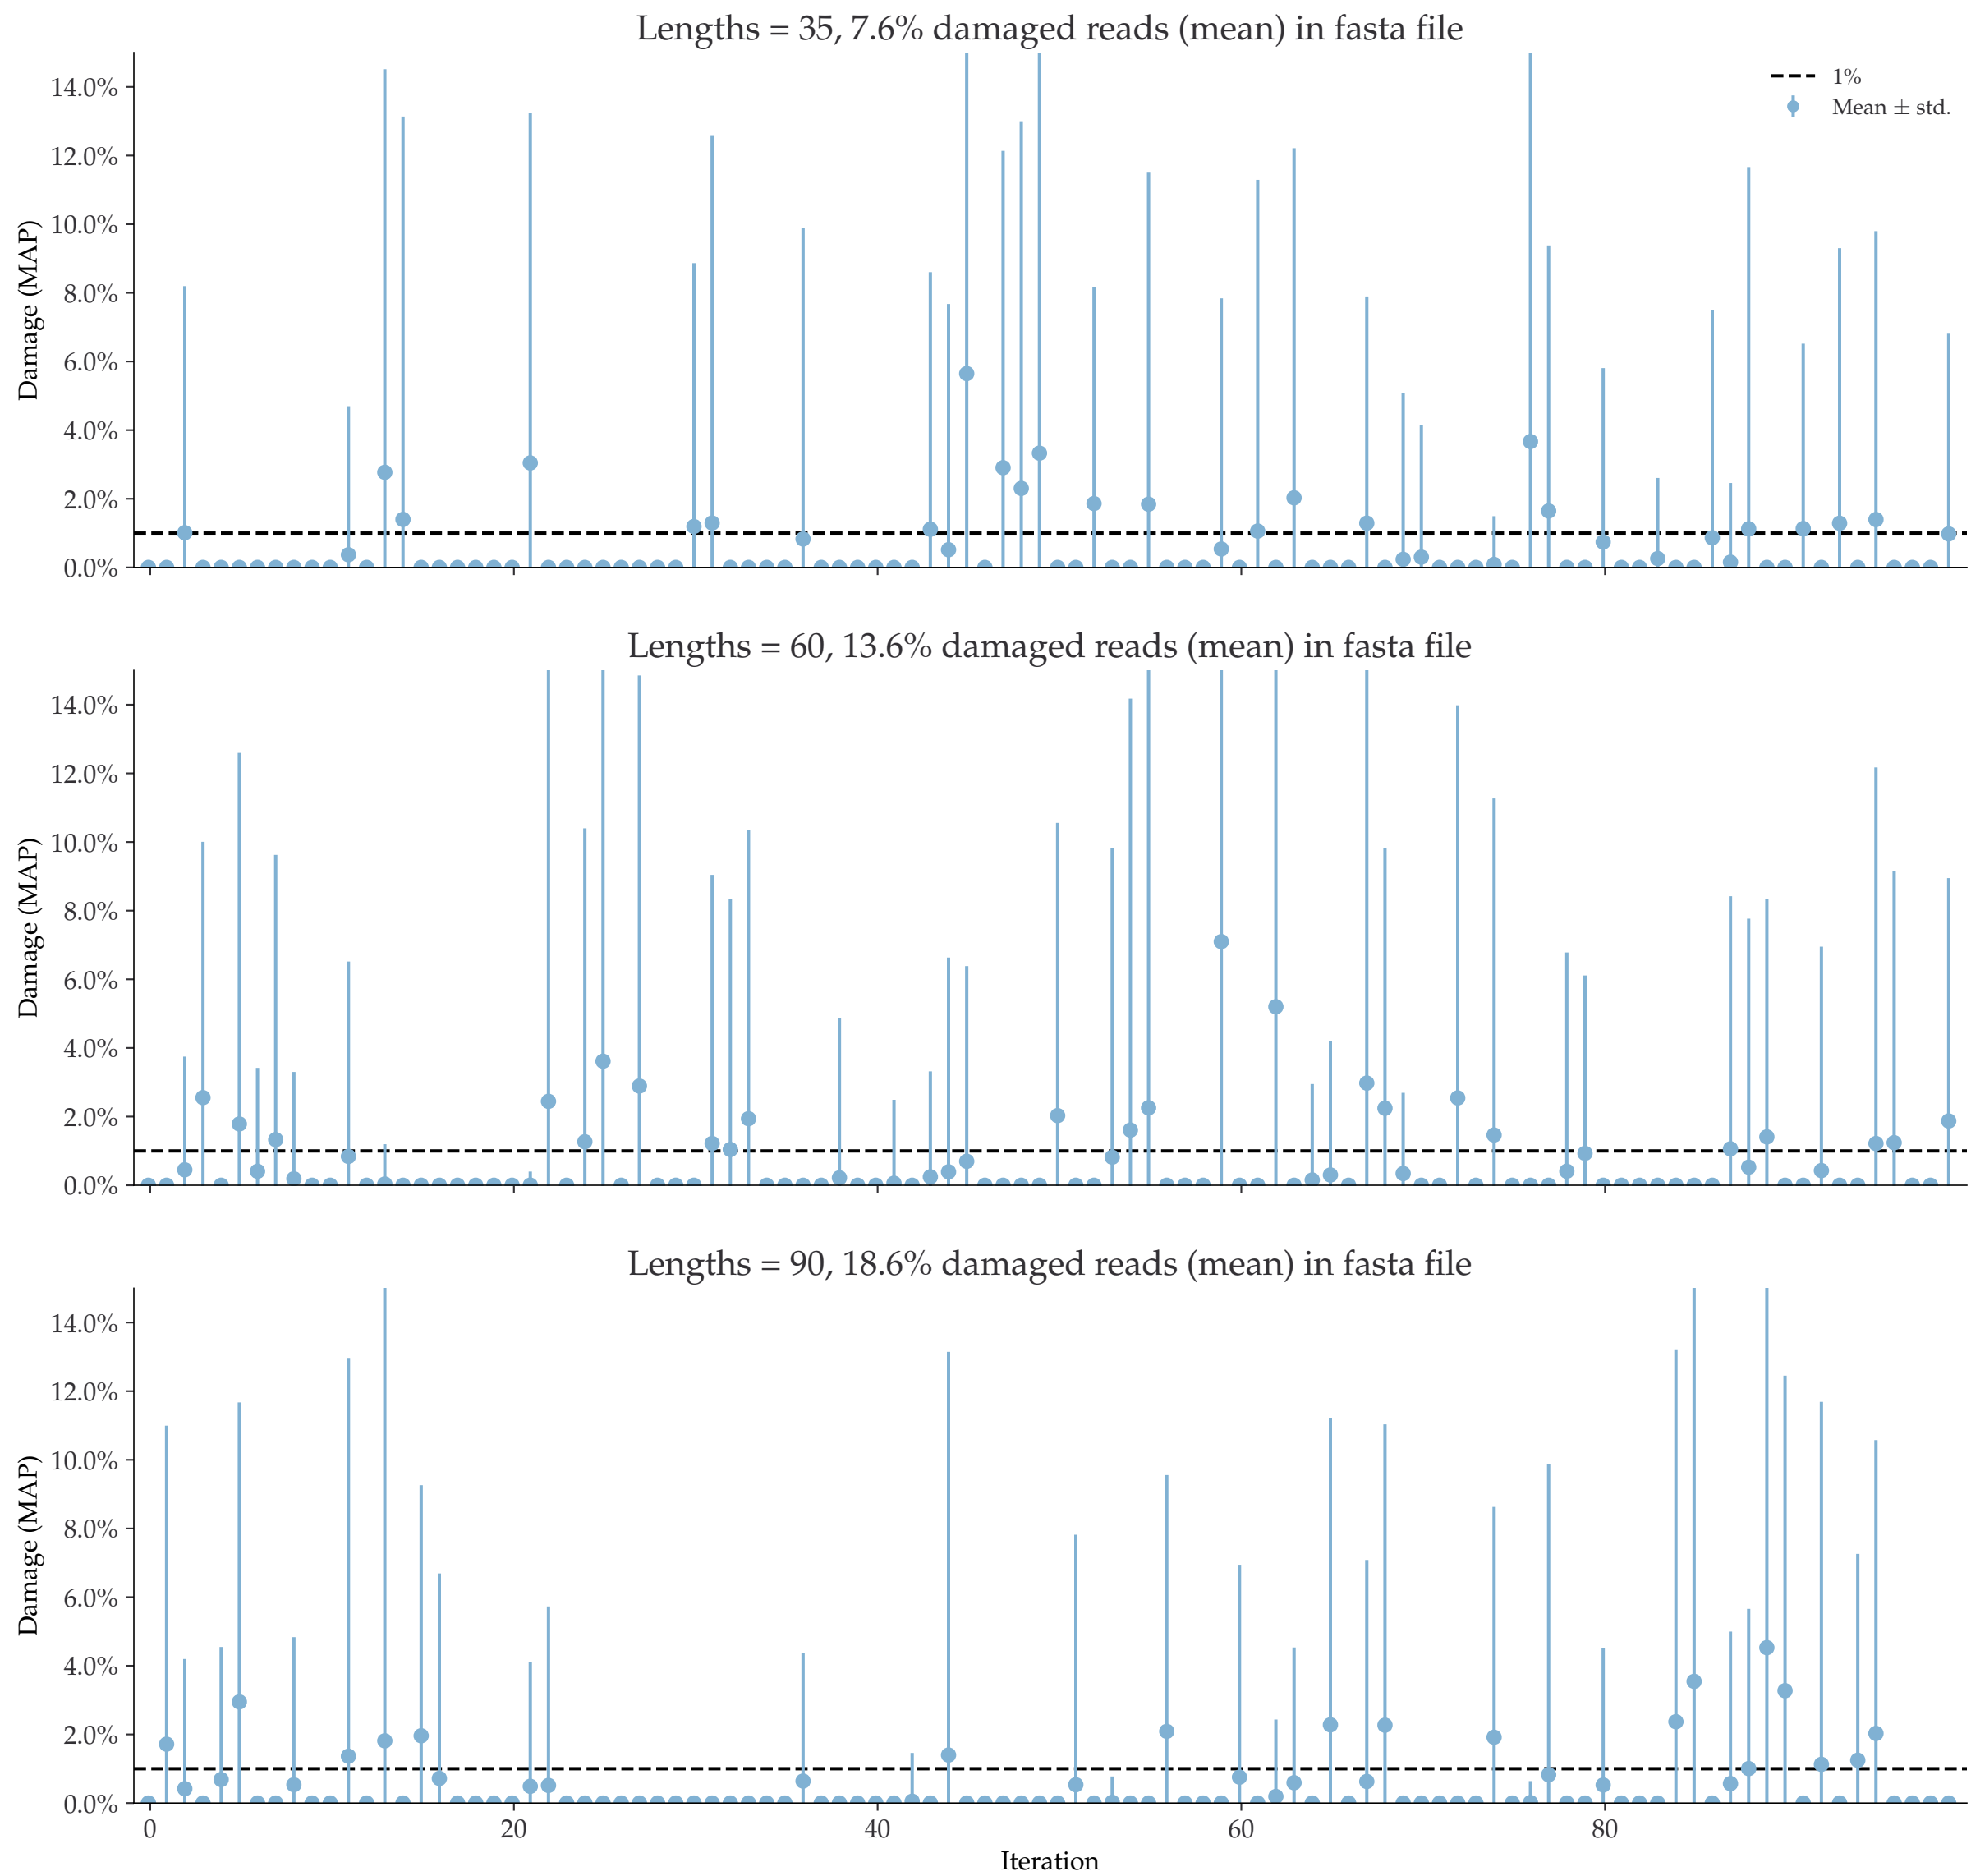 Lengths = 35, 7.6% damaged reads (mean) in fasta file
14.0%
12.0%
10.0%
8.0%
6.0%
4.0%
2.0%
0.0%
Damage (MAP)
1%
Mean ± std.
Lengths = 60, 13.6% damaged reads (mean) in fasta file
14.0%
12.0%
10.0%
8.0%
6.0%
4.0%
2.0%
0.0%
Damage (MAP)
Lengths = 90, 18.6% damaged reads (mean) in fasta file
14.0%
12.0%
10.0%
8.0%
6.0%
4.0%
2.0%
0.0%
Damage (MAP)
0 20 40 60 80
Iteration